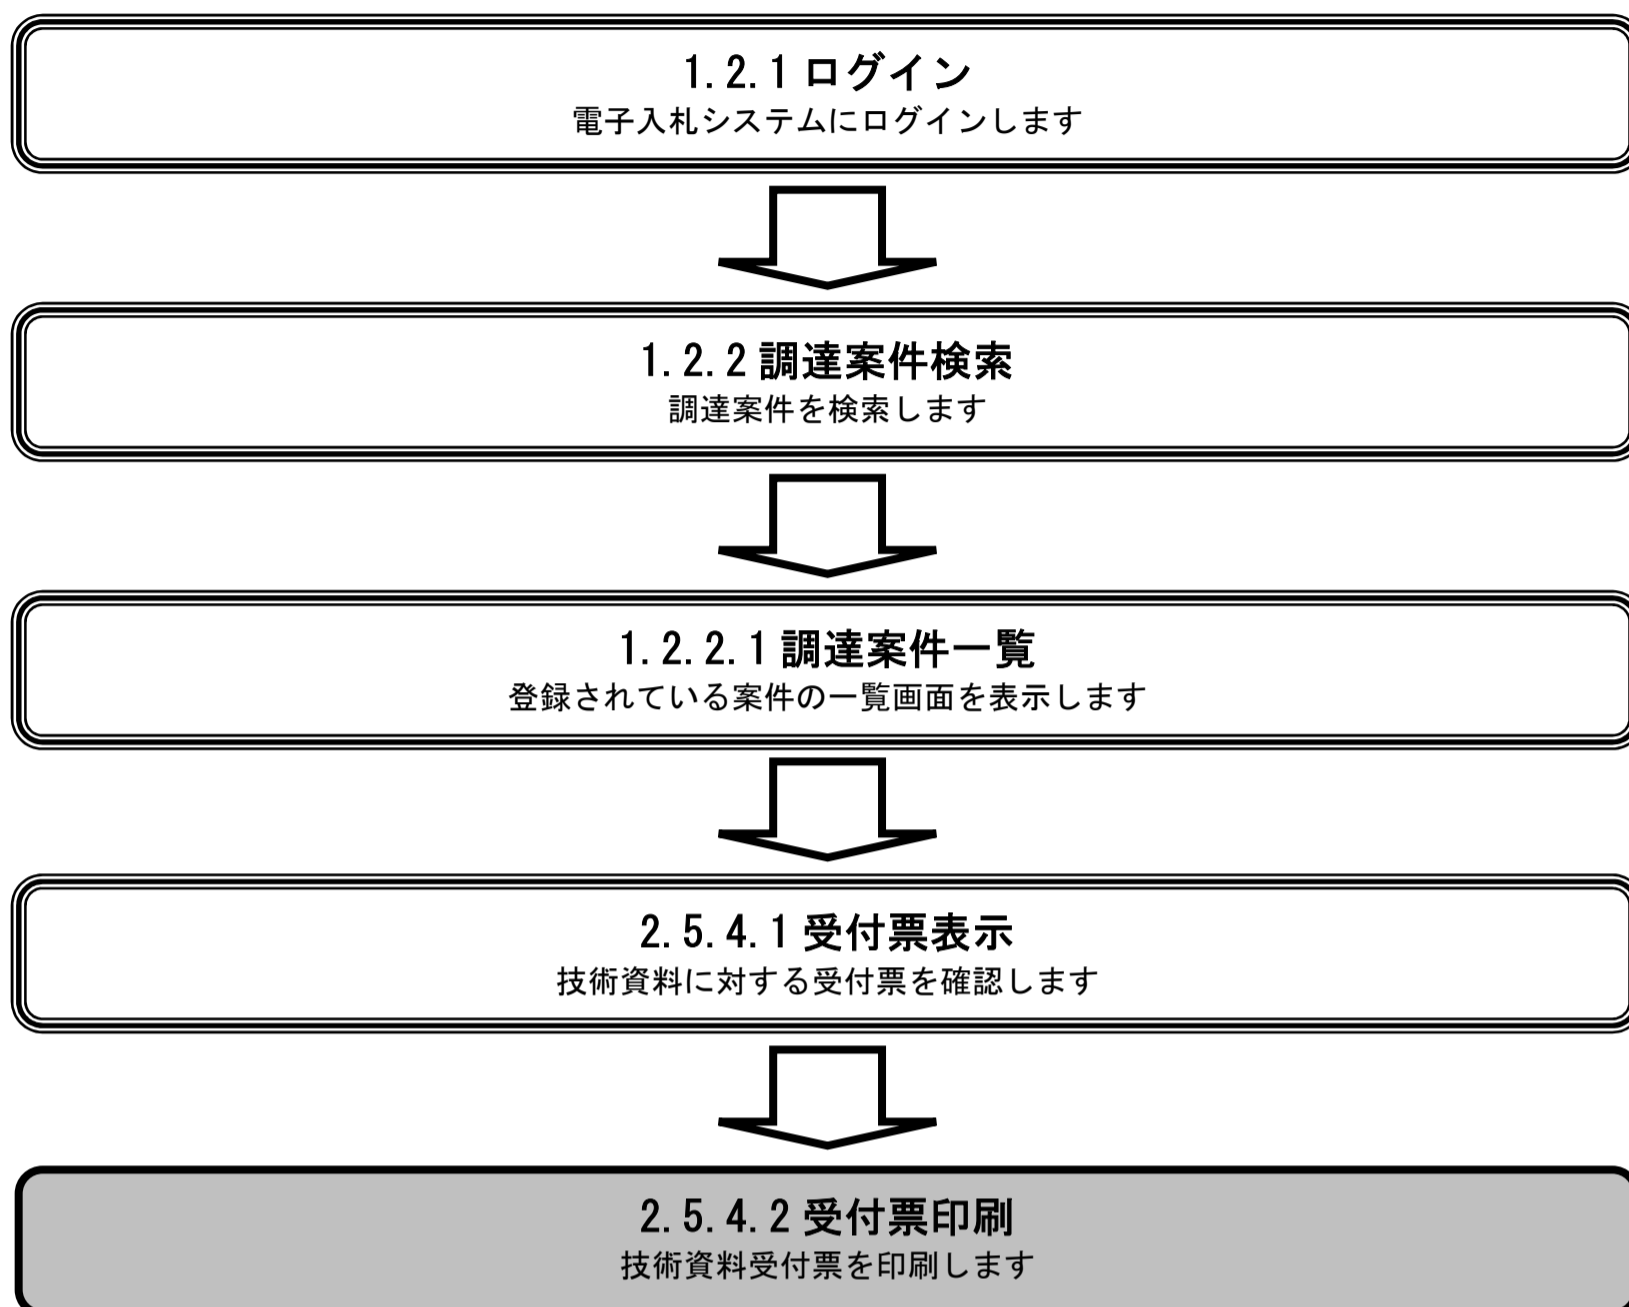 1.2.1 ログイン
電子入札システムにログインします
1.2.2 調達案件検索
調達案件を検索します
1.2.2.1 調達案件一覧
登録されている案件の一覧画面を表示します
2.5.4.1 受付票表示
技術資料に対する受付票を確認します
2.5.4.2 受付票印刷
技術資料受付票を印刷します